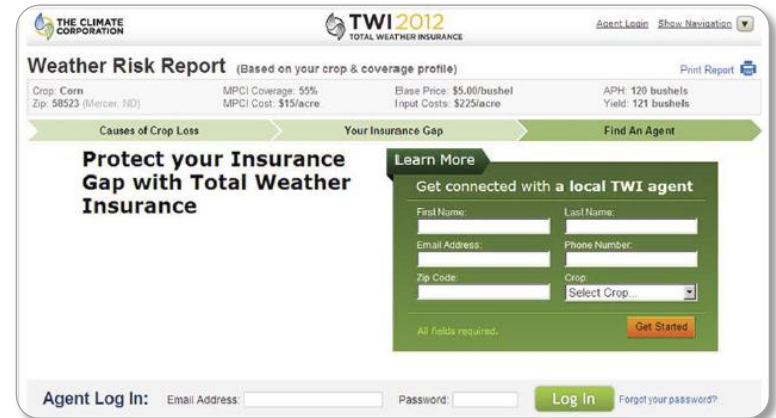 THE CLIMATE
CORPORATION
TWI 2012
TOTAL WEATHER INSURANCE
Agent Login Show Navigation
Weather Risk Report (Based on your crop & coverage profile)
Print Report
Crop: Corn MPCI Coverage: 55% Base Price: $5.00/bushel APH: 120 bushels
Zip: 58523 (Mercer, ND) MPCI Cost: $15/acre Input Costs: $225/acre Yield: 121 bushels
Causes of Crop Loss Your Insurance Gap Find An Agent
Protect your Insurance
Gap with Total Weather
Insurance
Learn More
Get connected with a local TWI agent
First Name: Last Name:
Email Address: Phone Number:
Zip Code: Crop:
Select Crop...
All fields required. Get Started
Agent Log In: Email Address: Password: Log In Forgot your password?